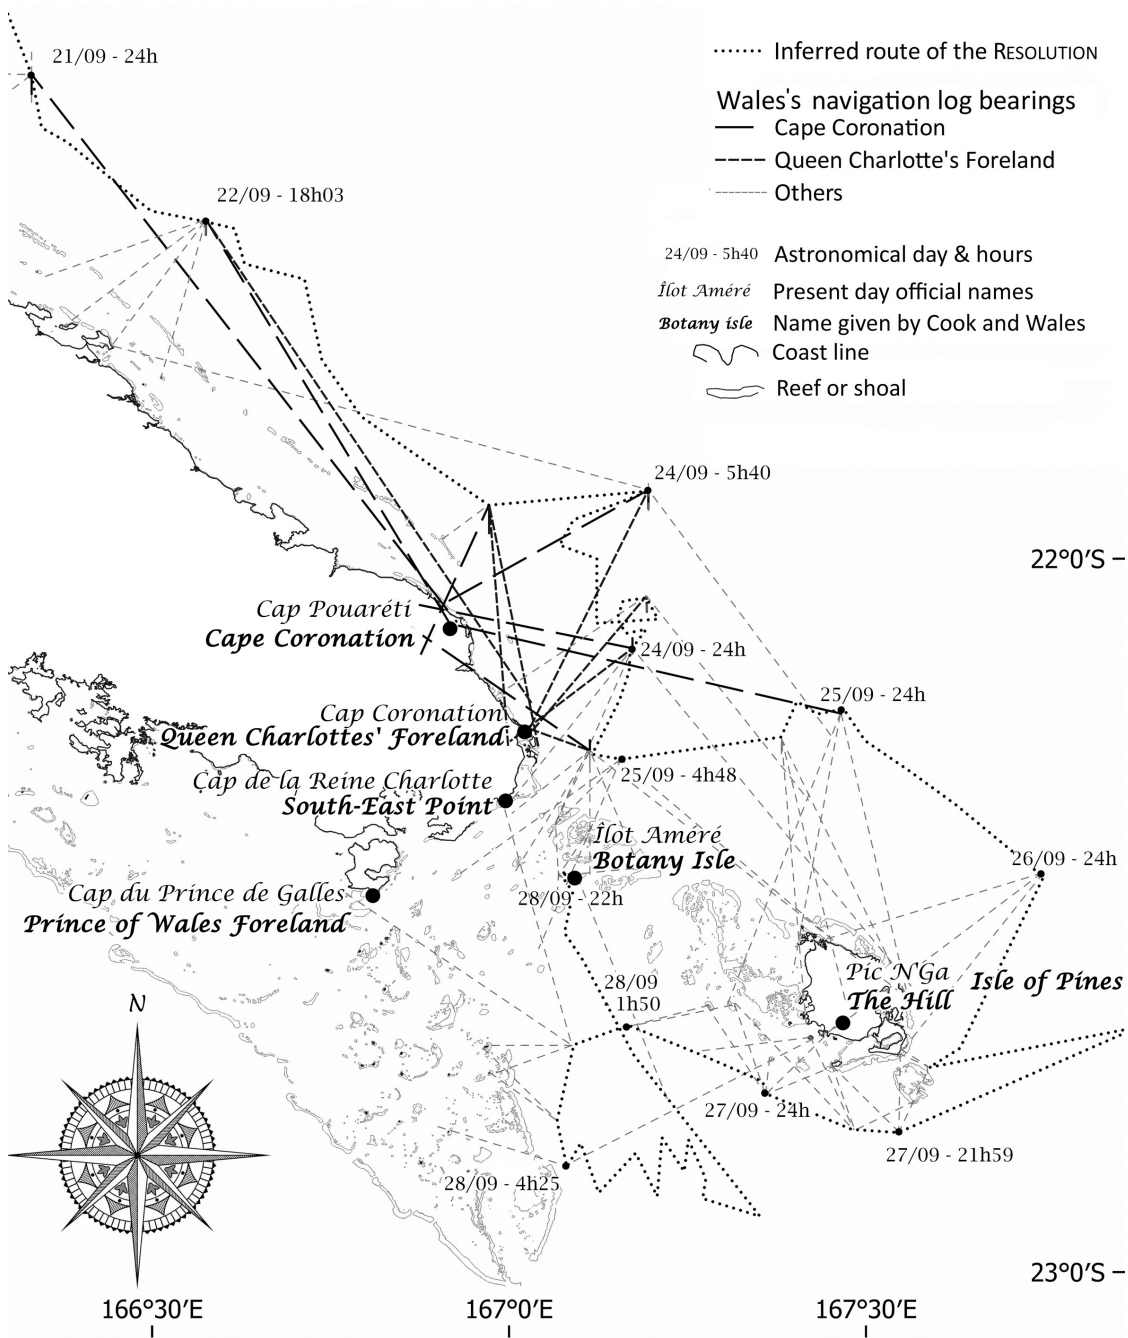 21/09 - 24h
Inferred route of the RESOLUTION
Wales's navigation log bearings
Cape Coronation
Queen Charlotte's Foreland
Others
22/09 - 18h03
24/09 - 5h40 Astronomical day & hours
Îlot Améré Present day official names
Botany isle Name given by Cook and Wales
Coast line
Reef or shoal
24/09 - 5h40
22°0'S
Cap Pouaréti
Cape Coronation
24/09 - 24h
25/09 - 24h
Cap Coronation
Queen Charlottes' Foreland
25/09 - 4h48
Cap de la Reine Charlotte
South-East Point
Îlot Améré
Botany Isle
26/09 - 24h
Cap du Prince de Galles
Prince of Wales Foreland
28/09 - 22h
Pic N'Ga
The Hill
Isle of Pines
28/09
1h50
N
27/09 - 24h
27/09 - 21h59
28/09 - 4h25
23°0'S
166°30'E
167°0'E
167°30'E